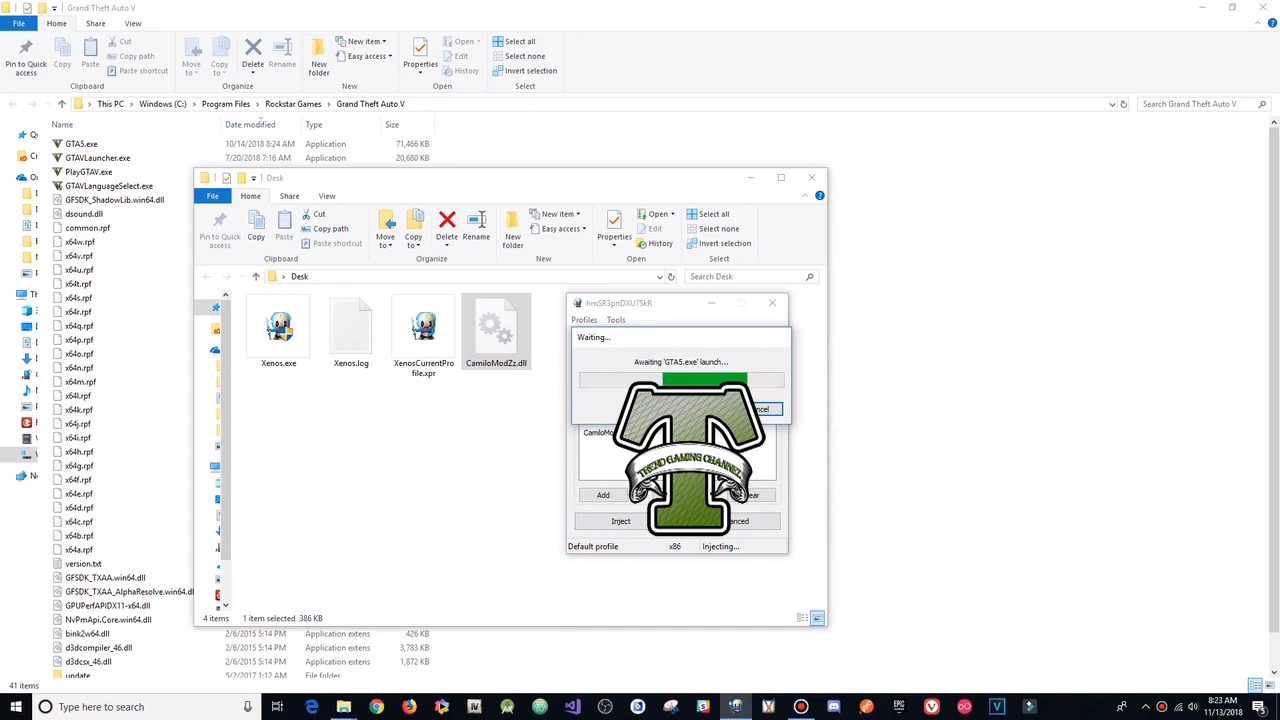 Grand Theft Auto V
File Home Share View
Pin to Quick access
Copy
Paste
Cut
Copy path
Paste shortcut
Clipboard
Move to
Copy to
Delete
Rename
Organize
New folder
New item
Easy access
New
Properties
Open
Edit
History
Open
Select all
Select none
Invert selection
Select
This PC > Windows (C:) > Program Files > Rockstar Games > Grand Theft Auto V
Search Grand Theft Auto V
Name Date modified Type Size
GTA5.exe 10/14/2018 8:24 AM Application 71,466 KB
GTAVLauncher.exe 7/20/2018 7:16 AM Application 20,680 KB
PlayGTAV.exe
GTAVLanguageSelect.exe
GFSDK_ShadowLib.win64.dll
dsound.dll
common.rpf
x64w.rpf
x64v.rpf
x64u.rpf
x64t.rpf
x64s.rpf
x64r.rpf
x64q.rpf
x64p.rpf
x64o.rpf
x64n.rpf
x64m.rpf
x64l.rpf
x64k.rpf
x64j.rpf
x64i.rpf
x64h.rpf
x64g.rpf
x64f.rpf
x64e.rpf
x64d.rpf
x64c.rpf
x64b.rpf
x64a.rpf
version.txt
GFSDK_TXAA.win64.dll
GFSDK_TXAA_AlphaResolve.win64.dl
GPUPerfAPIDX11-x64.dll
NvPmApi.Core.win64.dll
bink2w64.dll 2/6/2015 5:14 PM Application extens 426 KB
d3dcompiler_46.dll 2/6/2015 5:14 PM Application extens 3,783 KB
d3dcsx_46.dll 2/6/2015 5:14 PM Application extens 1,872 KB
update 5/2/2017 1:12 AM File folder
41 items
Desk
File Home Share View
Pin to Quick access
Copy
Paste
Cut
Copy path
Paste shortcut
Clipboard
Move to
Copy to
Delete
Rename
Organize
New folder
New item
Easy access
New
Properties
Open
Edit
History
Open
Select all
Select none
Invert selection
Select
Desk
Search Desk
Xenos.exe
Xenos.log
XenosCurrentPro
file.xpr
CamiloModZz.dll
4 items 1 item selected 386 KB
hmSR3pnDXU7SkR
Profiles Tools
Waiting...
Awaiting 'GTA5.exe' launch...
ncel
CamiloMo
Add
ear
Inject
anced
Default profile x86 Injecting...
TREND GAMING CHANNEL
Type here to search
8:23 AM
11/13/2018